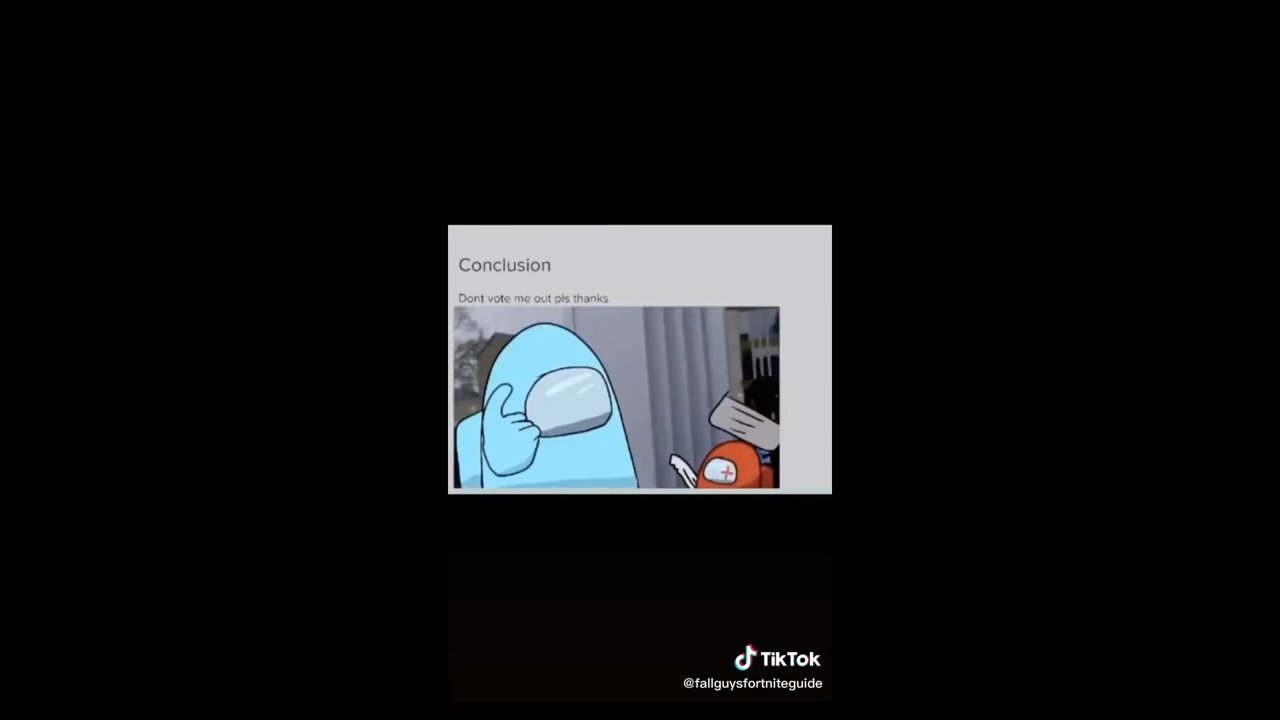 Conclusion
Dont vote me out pls thanks
TikTok
@fallguysfortniteguide